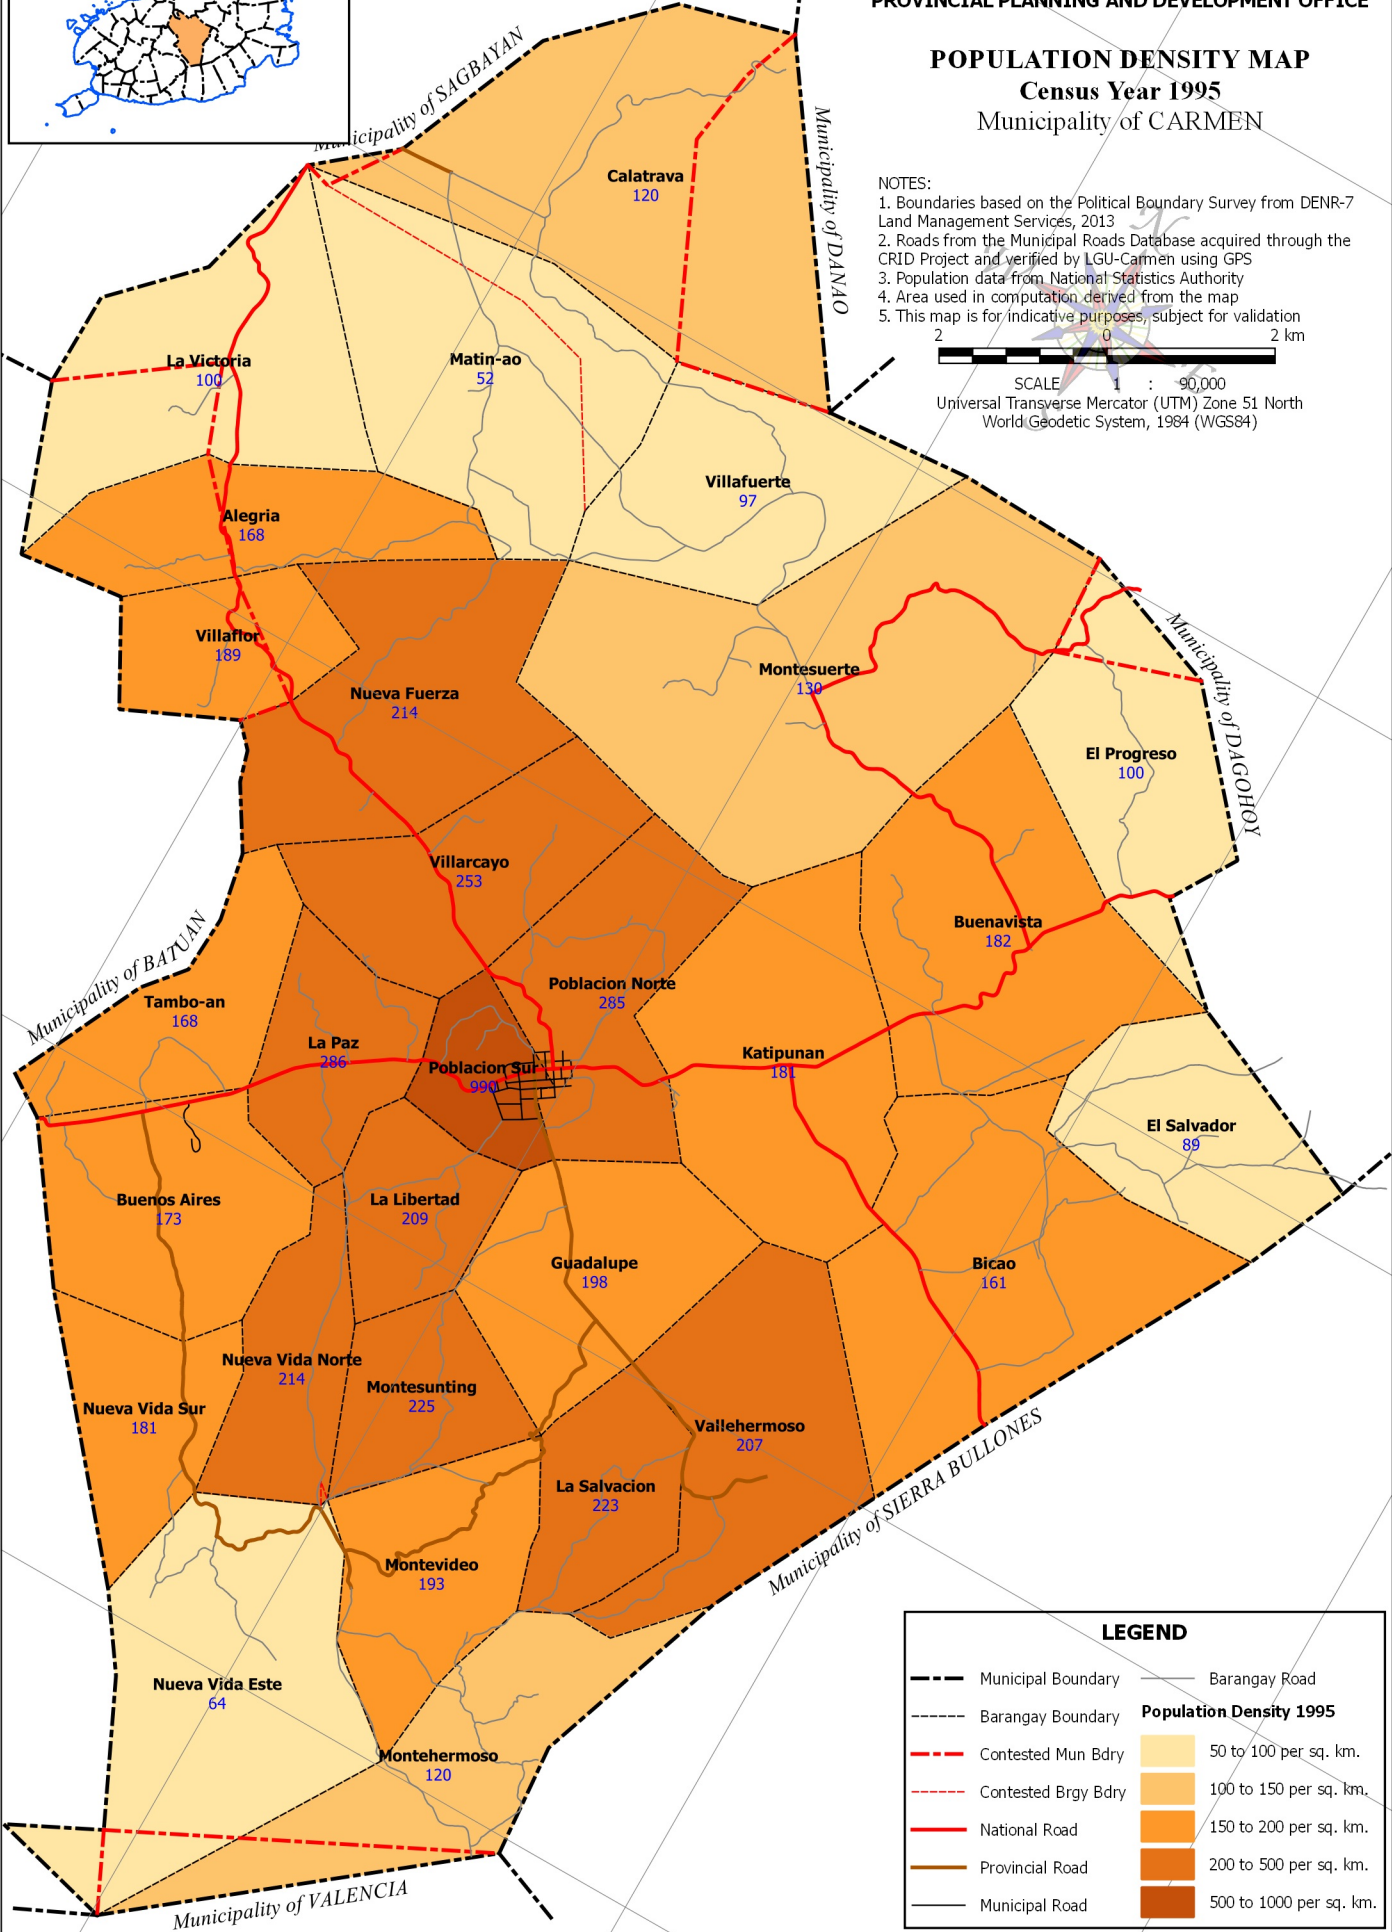 PROVINCIAL PLANNING AND DEVELOPMENT OFFICE
POPULATION DENSITY MAP
Census Year 1995
Municipality of CARMEN
NOTES:
1. Boundaries based on the Political Boundary Survey from DENR-7
Land Management Services, 2013
2. Roads from the Municipal Roads Database acquired through the
CRID Project and verified by LGU-Carmen using GPS
3. Population data from National Statistics Authority
4. Area used in computation derived from the map
5. This map is for indicative purposes, subject for validation
2 0 2 km
SCALE 1 : 90,000
Universal Transverse Mercator (UTM) Zone 51 North
World Geodetic System, 1984 (WGS84)
N
W
E
S
Municipality of SAGBAYAN
Municipality of DANAO
Calatrava
120
La Victoria
100
Matin-ao
52
Villafuerte
97
Alegria
168
Villaflor
189
Nueva Fuerza
214
Montesuerte
130
Municipality of DAGOHOY
El Progreso
100
Villarcayo
253
Buenavista
182
Municipality of BATUAN
Tambo-an
168
Poblacion Norte
285
La Paz
286
Poblacion Sur
990
Katipunan
181
El Salvador
89
Buenos Aires
173
La Libertad
209
Guadalupe
198
Bicao
161
Nueva Vida Norte
214
Montesunting
225
Nueva Vida Sur
181
Vallehermoso
207
La Salvacion
223
Municipality of SIERRA BULLONES
Montevideo
193
Nueva Vida Este
64
Montehermoso
120
Municipality of VALENCIA
LEGEND
Municipal Boundary
Barangay Boundary
Contested Mun Bdry
Contested Brgy Bdry
National Road
Provincial Road
Municipal Road
Barangay Road
Population Density 1995
50 to 100 per sq. km.
100 to 150 per sq. km.
150 to 200 per sq. km.
200 to 500 per sq. km.
500 to 1000 per sq. km.